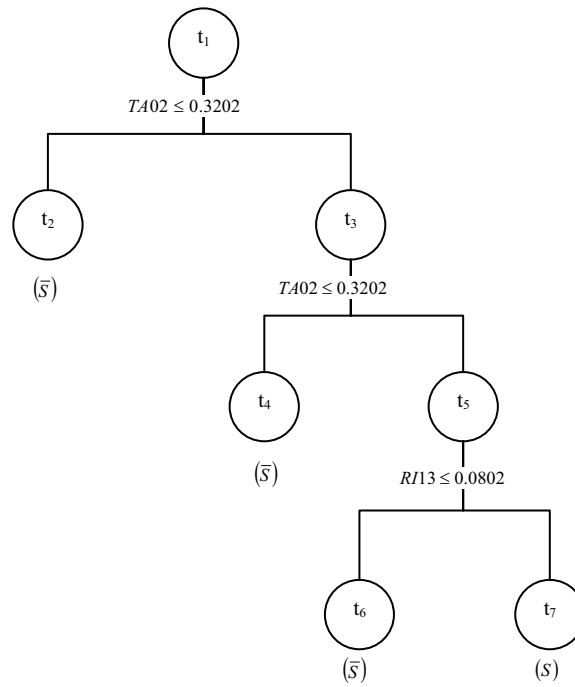 t₁
TA02 ≤ 0.3202
t₂
t₃
(S̅)
TA02 ≤ 0.3202
t₄
t₅
(S̅)
RI13 ≤ 0.0802
t₆
t₇
(S̅)
(S)